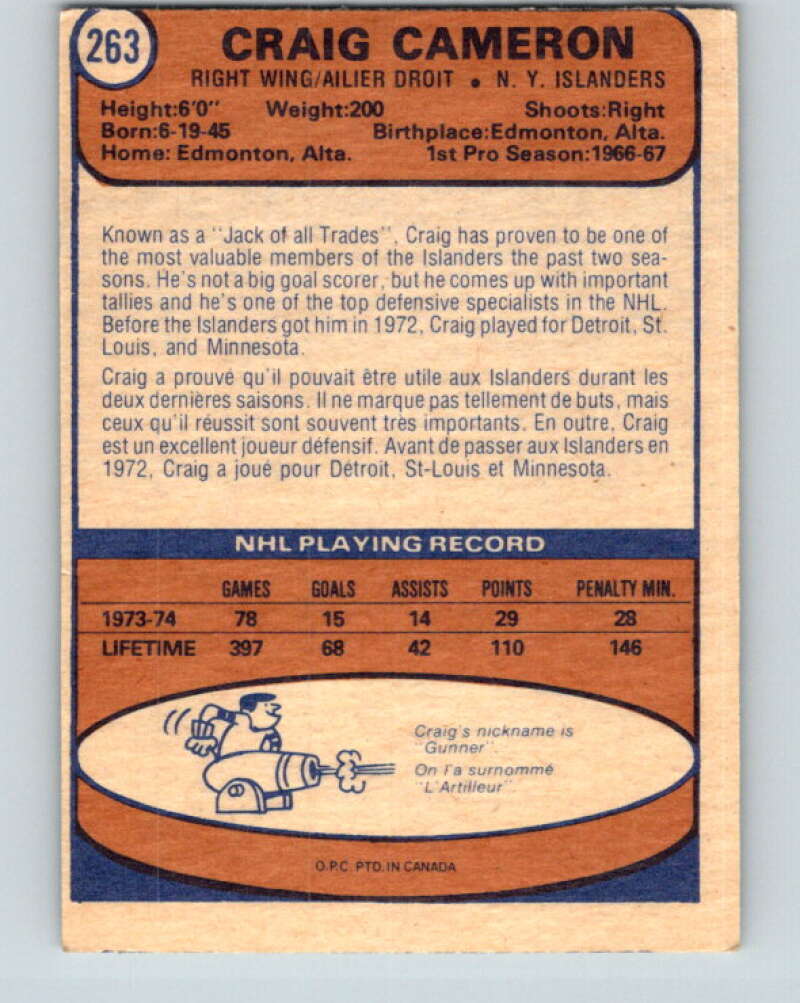 263
CRAIG CAMERON
RIGHT WING/AILIER DROIT • N. Y. ISLANDERS
Height:6'0" Weight:200 Shoots:Right
Born:6-19-45 Birthplace:Edmonton, Alta.
Home: Edmonton, Alta. 1st Pro Season:1966-67
Known as a "Jack of all Trades", Craig has proven to be one of
the most valuable members of the Islanders the past two sea-
sons. He's not a big goal scorer, but he comes up with important
tallies and he's one of the top defensive specialists in the NHL.
Before the Islanders got him in 1972, Craig played for Detroit, St.
Louis, and Minnesota.
Craig a prouvé qu'il pouvait être utile aux Islanders durant les
deux dernières saisons. Il ne marque pas tellement de buts, mais
ceux qu'il réussit sont souvent très importants. En outre, Craig
est un excellent joueur défensif. Avant de passer aux Islanders en
1972, Craig a joué pour Détroit, St-Louis et Minnesota.
NHL PLAYING RECORD
GAMES GOALS ASSISTS POINTS PENALTY MIN.
1973-74 78 15 14 29 28
LIFETIME 397 68 42 110 146
Craig's nickname is
"Gunner".
On l'a surnommé
"L'Artilleur"
O.P.C. PTD. IN CANADA